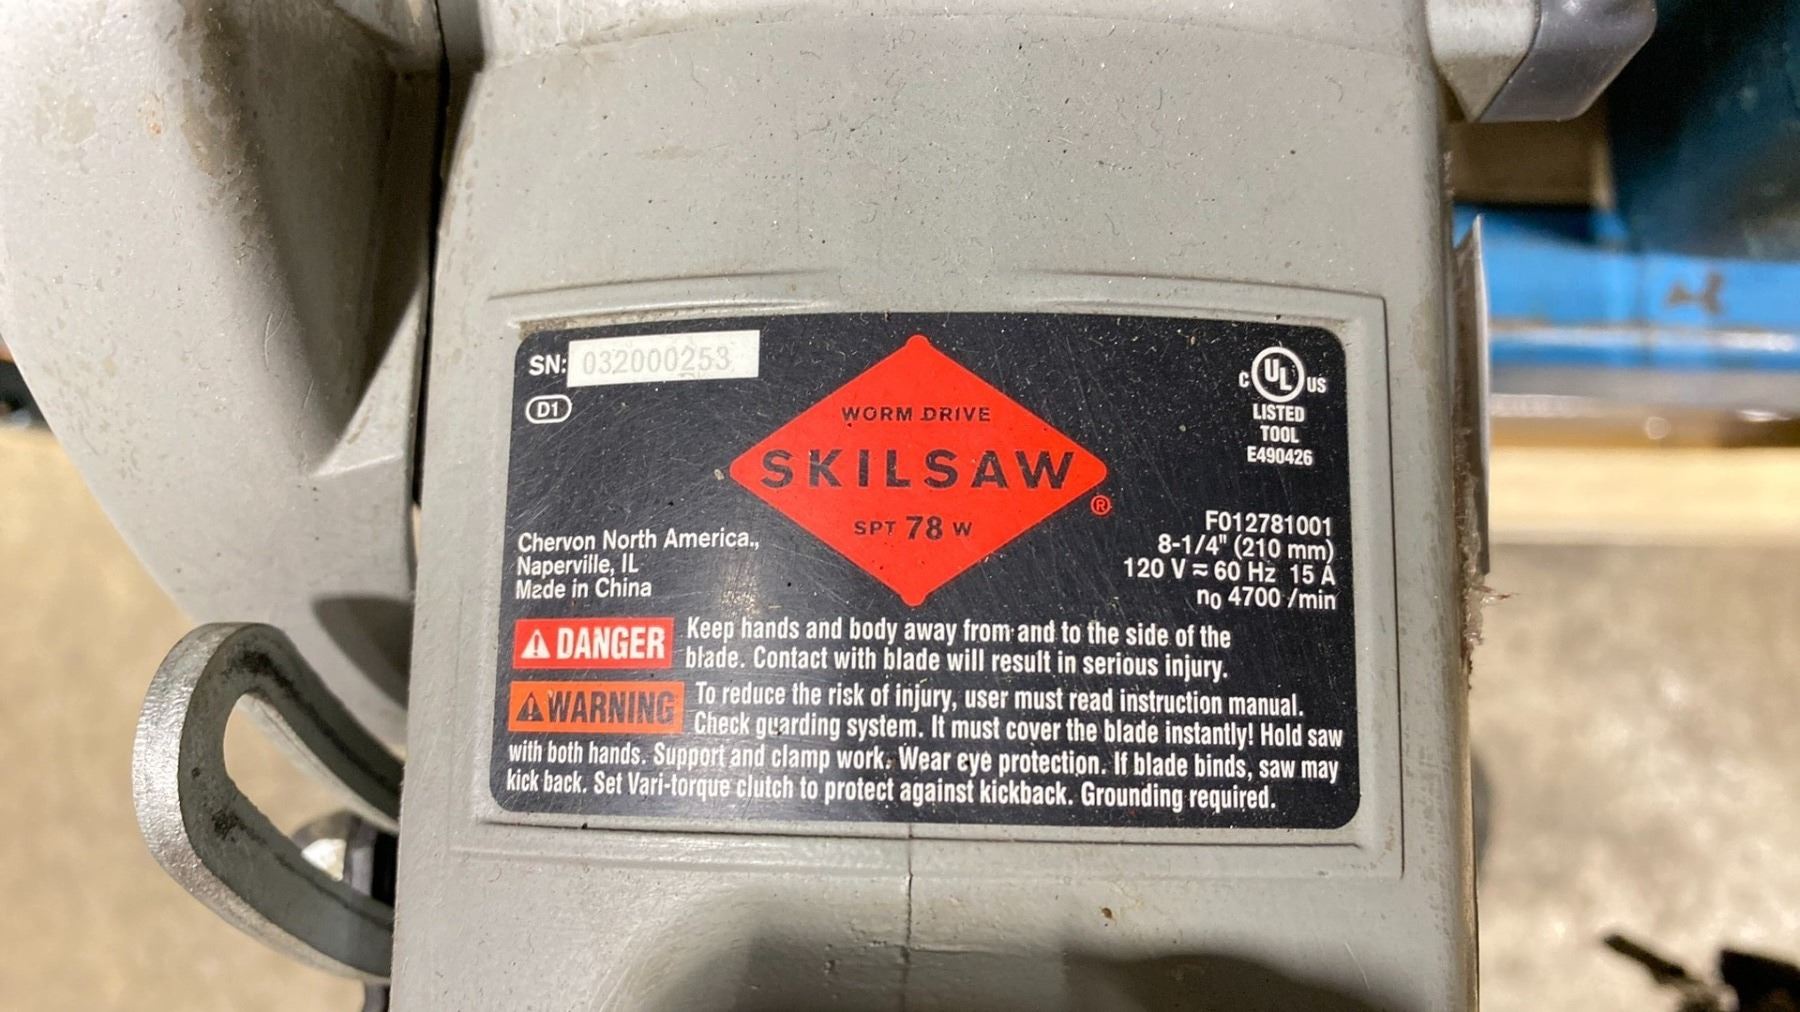 SN: 032000253
D1
WORM DRIVE
SKILSAW
®
SPT 78 W
C UL US
LISTED
TOOL
E490426
Chervon North America.,
Naperville, IL
Made in China
F012781001
8-1/4" (210 mm)
120 V ≂ 60 Hz 15 A
n₀ 4700 /min
⚠ DANGER Keep hands and body away from and to the side of the
blade. Contact with blade will result in serious injury.
⚠ WARNING To reduce the risk of injury, user must read instruction manual.
Check guarding system. It must cover the blade instantly! Hold saw
with both hands. Support and clamp work. Wear eye protection. If blade binds, saw may
kick back. Set Vari-torque clutch to protect against kickback. Grounding required.